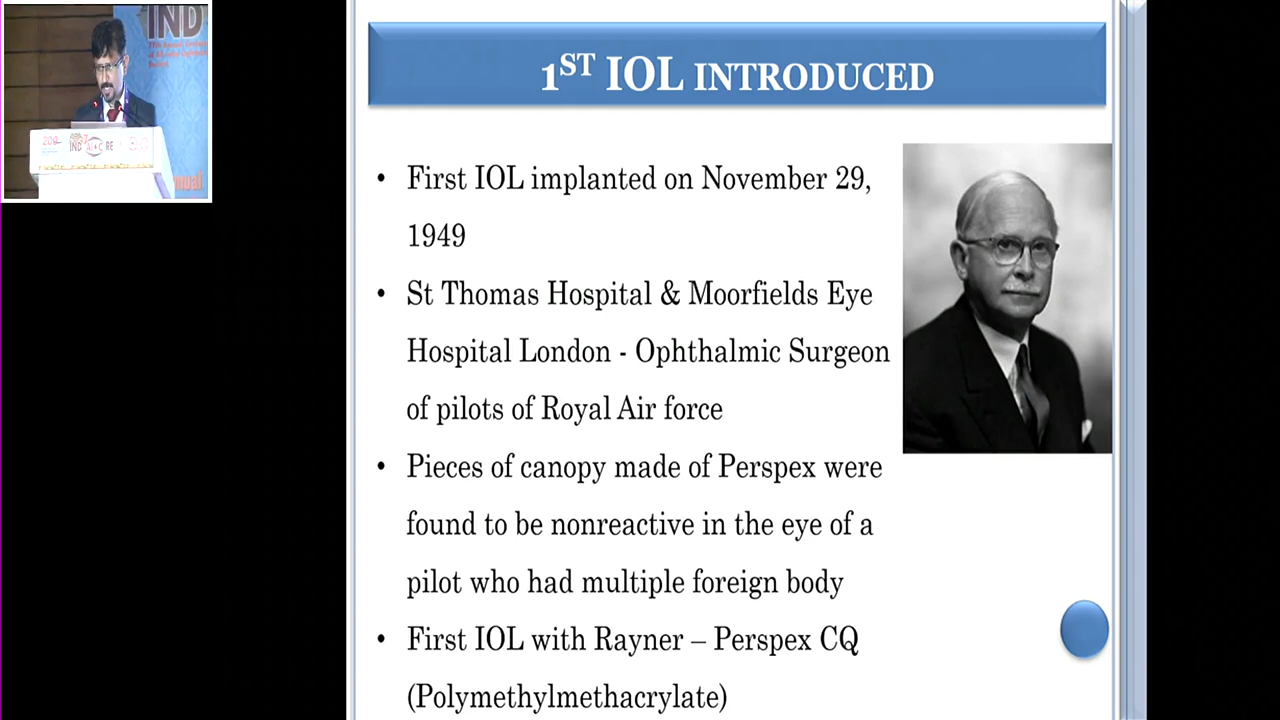 IND
1ST IOL INTRODUCED
• First IOL implanted on November 29,
1949
• St Thomas Hospital & Moorfields Eye
Hospital London - Ophthalmic Surgeon
of pilots of Royal Air force
• Pieces of canopy made of Perspex were
found to be nonreactive in the eye of a
pilot who had multiple foreign body
• First IOL with Rayner – Perspex CQ
(Polymethylmethacrylate)